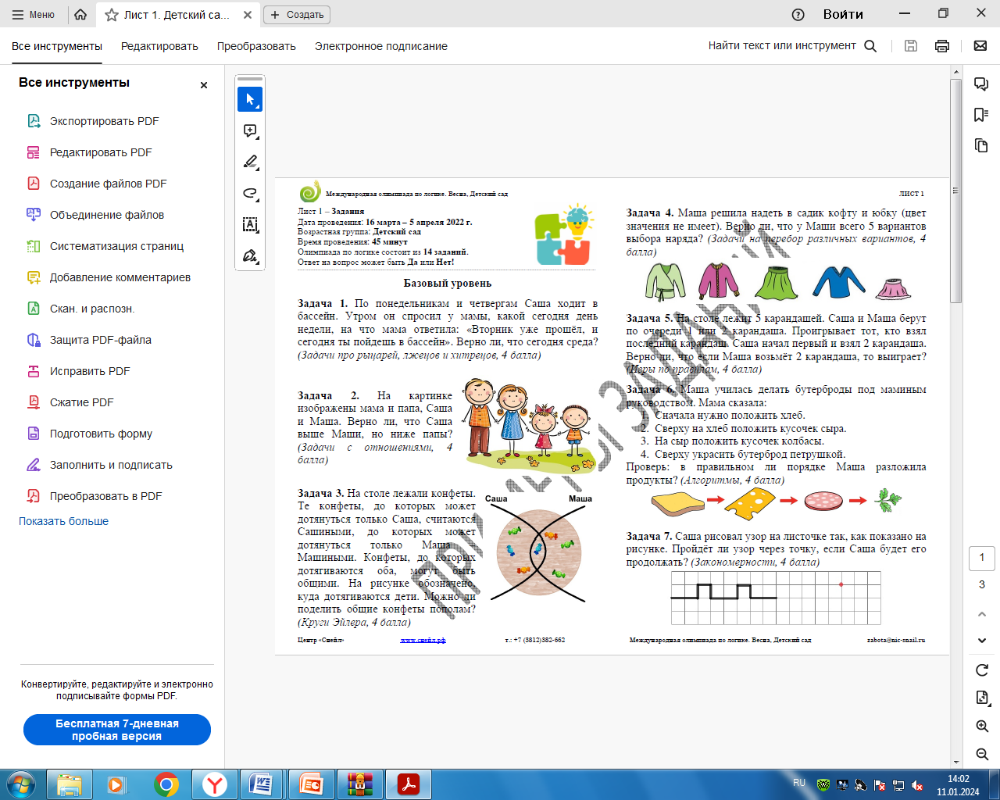 Меню
Лист 1. Детский са...
Создать
Войти
Все инструменты
Редактировать
Преобразовать
Электронное подписание
Найти текст или инструмент
Все инструменты
Экспортировать PDF
Редактировать PDF
Создание файлов PDF
Объединение файлов
Систематизация страниц
Добавление комментариев
Скан. и распозн.
Защита PDF-файла
Исправить PDF
Сжатие PDF
Подготовить форму
Заполнить и подписать
Преобразовать в PDF
Показать больше
Конвертируйте, редактируйте и электронно
подписывайте формы PDF.
Бесплатная 7-дневная
пробная версия
Международная олимпиада по логике. Весна, Детский сад
ЛИСТ 1
Лист 1 – Задания
Дата проведения: 16 марта – 5 апреля 2022 г.
Возрастная группа: Детский сад
Время проведения: 45 минут
Олимпиада по логике состоит из 14 заданий.
Ответ на вопрос может быть Да или Нет!
Базовый уровень
Задача 1. По понедельникам и четвергам Саша ходит в
бассейн. Утром он спросил у мамы, какой сегодня день
недели, на что мама ответила: «Вторник уже прошёл, и
сегодня ты пойдешь в бассейн». Верно ли, что сегодня среда?
(Задачи про рыцарей, лжецов и хитрецов, 4 балла)
Задача 2. На картинке
изображены мама и папа, Саша
и Маша. Верно ли, что Саша
выше Маши, но ниже папы?
(Задачи с отношениями, 4
балла)
Задача 3. На столе лежали конфеты.
Те конфеты, до которых может
дотянуться только Саша, считаются
Сашиными, до которых может
дотянуться только Маша –
Машиными. Конфеты, до которых
дотягиваются оба, могут быть
общими. На рисунке обозначено,
куда дотягиваются дети. Можно ли
поделить общие конфеты пополам?
(Круги Эйлера, 4 балла)
Саша
Маша
Задача 4. Маша решила надеть в садик кофту и юбку (цвет
значения не имеет). Верно ли, что у Маши всего 5 вариантов
выбора наряда? (Задачи на перебор различных вариантов, 4
балла)
Задача 5. На столе лежит 5 карандашей. Саша и Маша берут
по очереди 1 или 2 карандаша. Проигрывает тот, кто взял
последний карандаш. Саша начал первый и взял 2 карандаша.
Верно ли, что если Маша возьмёт 2 карандаша, то выиграет?
(Игры по правилам, 4 балла)
Задача 6. Маша училась делать бутерброды под маминым
руководством. Мама сказала:
1. Сначала нужно положить хлеб.
2. Сверху на хлеб положить кусочек сыра.
3. На сыр положить кусочек колбасы.
4. Сверху украсить бутерброд петрушкой.
Проверь: в правильном ли порядке Маша разложила
продукты? (Алгоритмы, 4 балла)
Задача 7. Саша рисовал узор на листочке так, как показано на
рисунке. Пройдёт ли узор через точку, если Саша будет его
продолжать? (Закономерности, 4 балла)
Центр «Снейл»
www.снейл.рф
т.: +7 (3812)382-662
Международная олимпиада по логике. Весна, Детский сад
zabota@nic-snail.ru
1
3
RU
14:02
11.01.2024